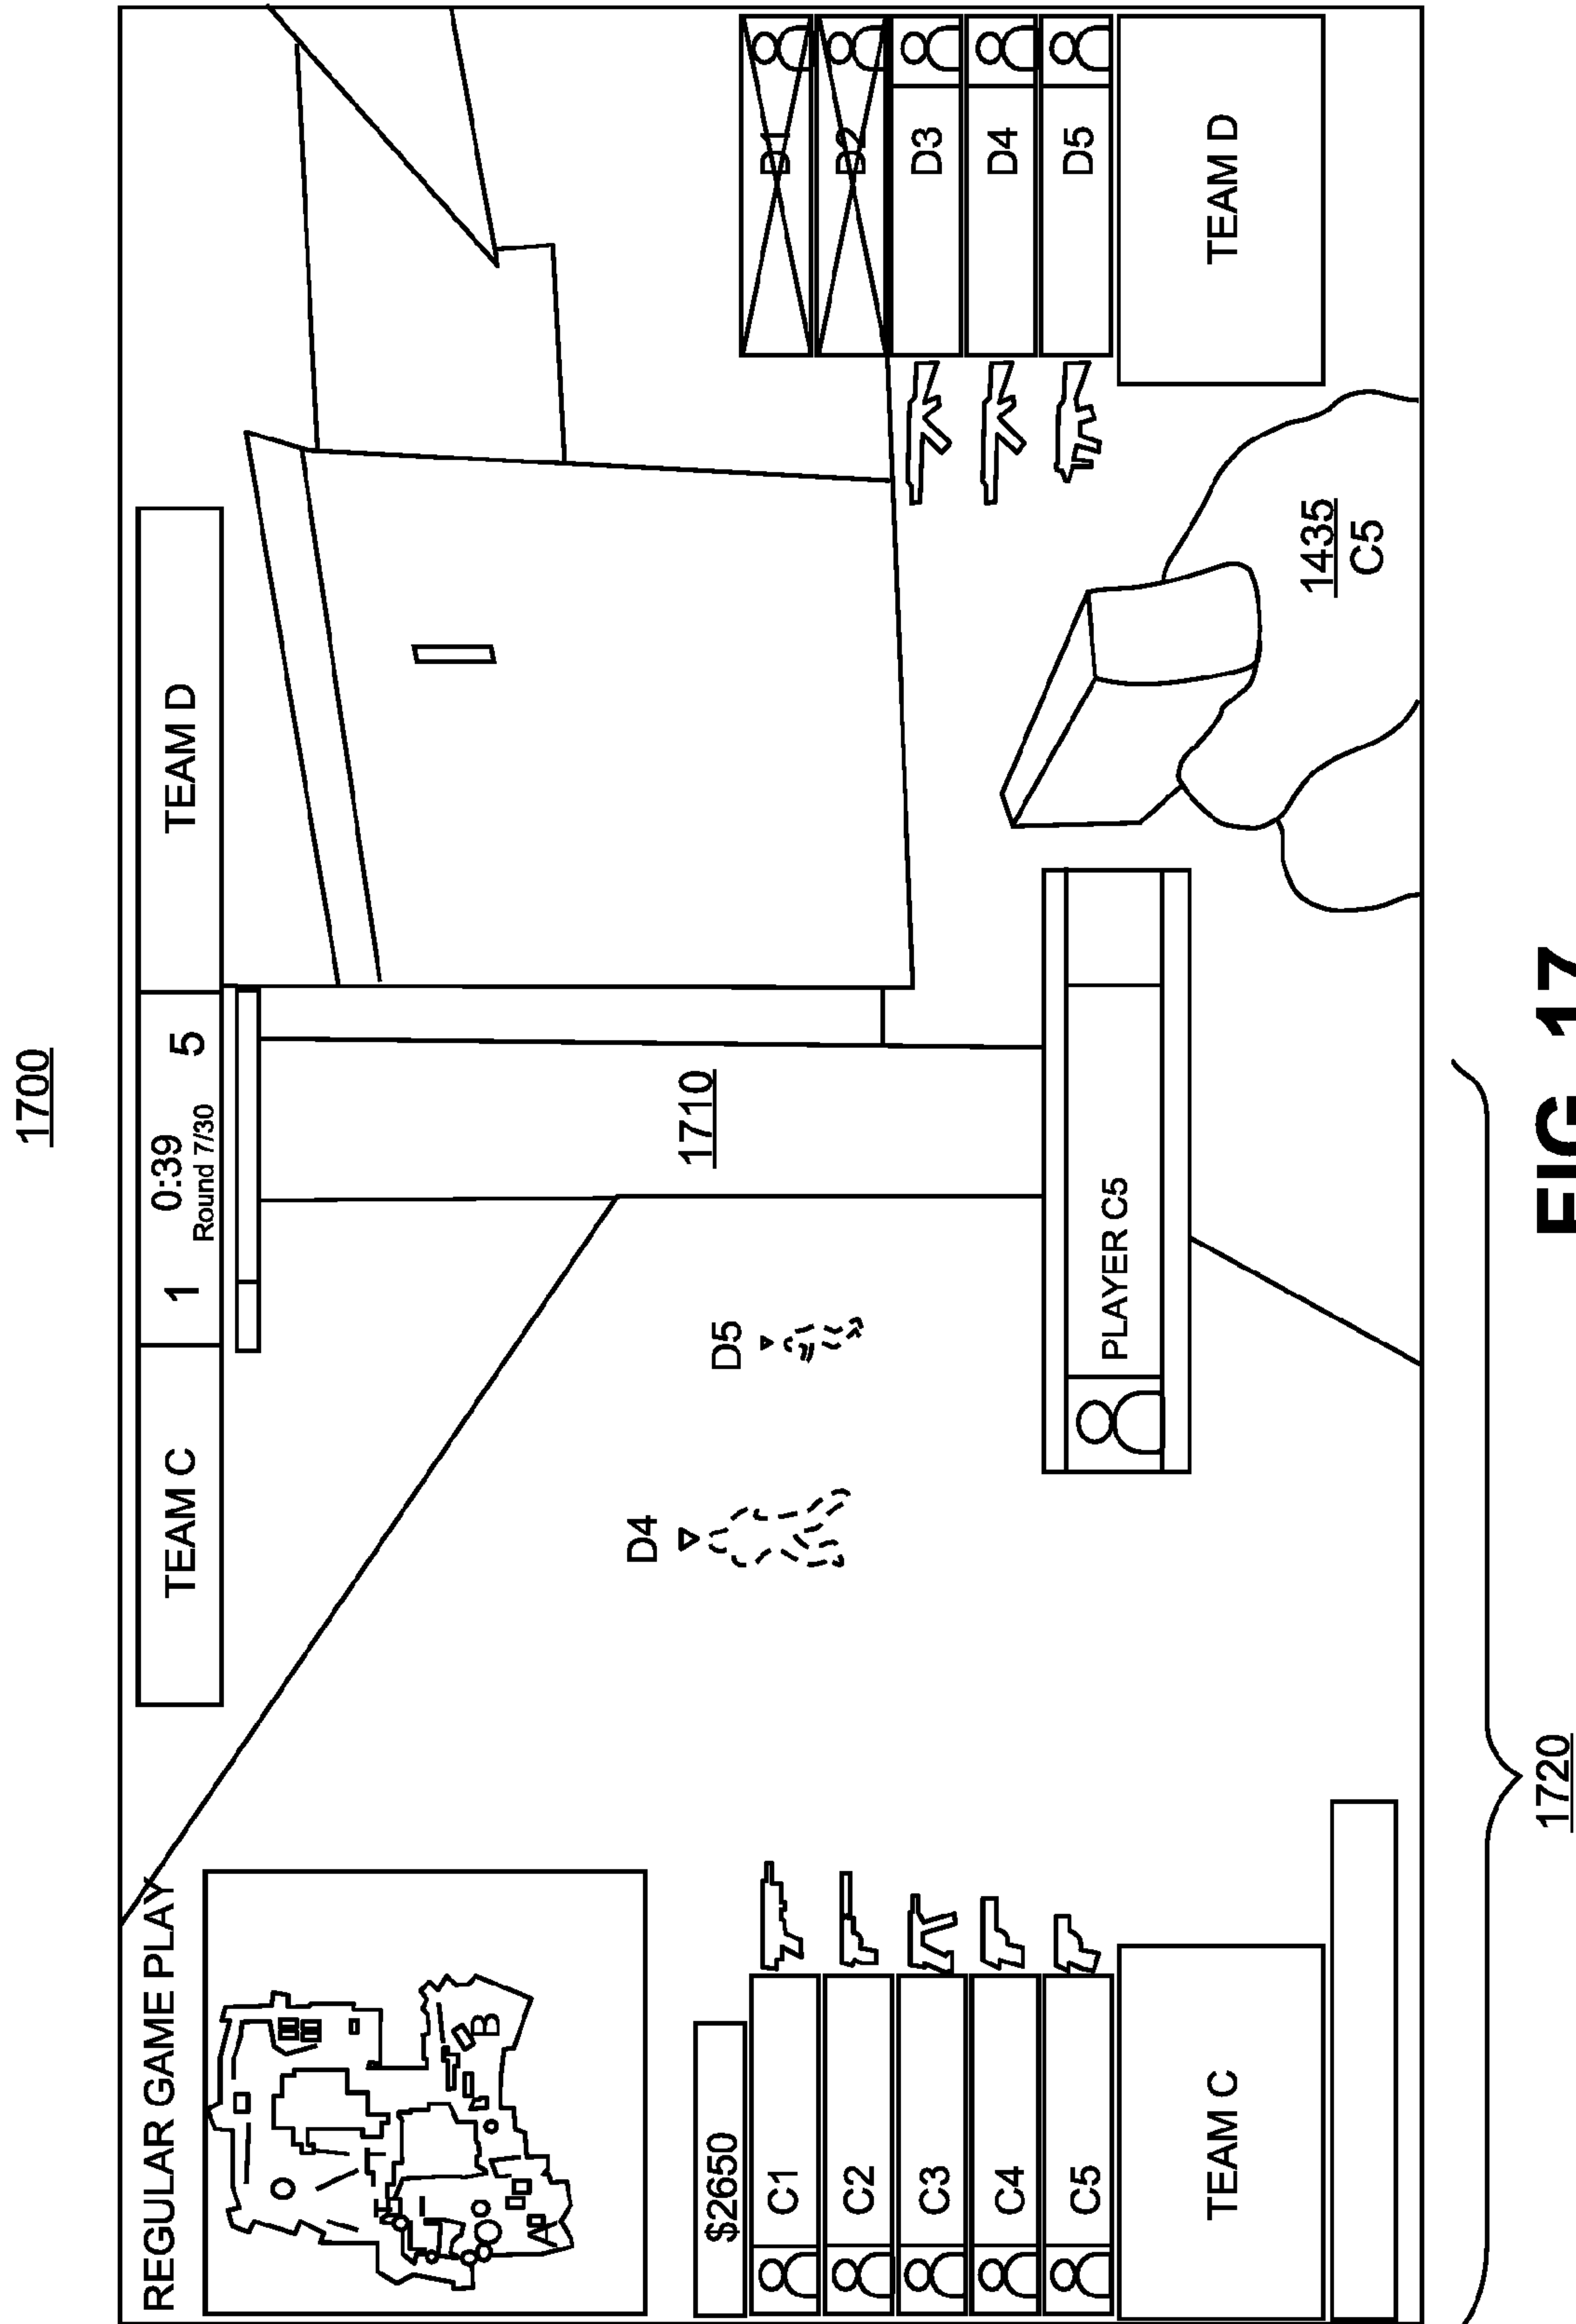 1700
REGULAR GAME PLAY
TEAM C
1 0:39 5
Round 7/30
TEAM D
A
B
D4
D5
1710
$2650
C1
C2
C3
C4
C5
TEAM C
PLAYER C5
D1
D2
D3
D4
D5
TEAM D
1435
C5
1720
FIG. 17